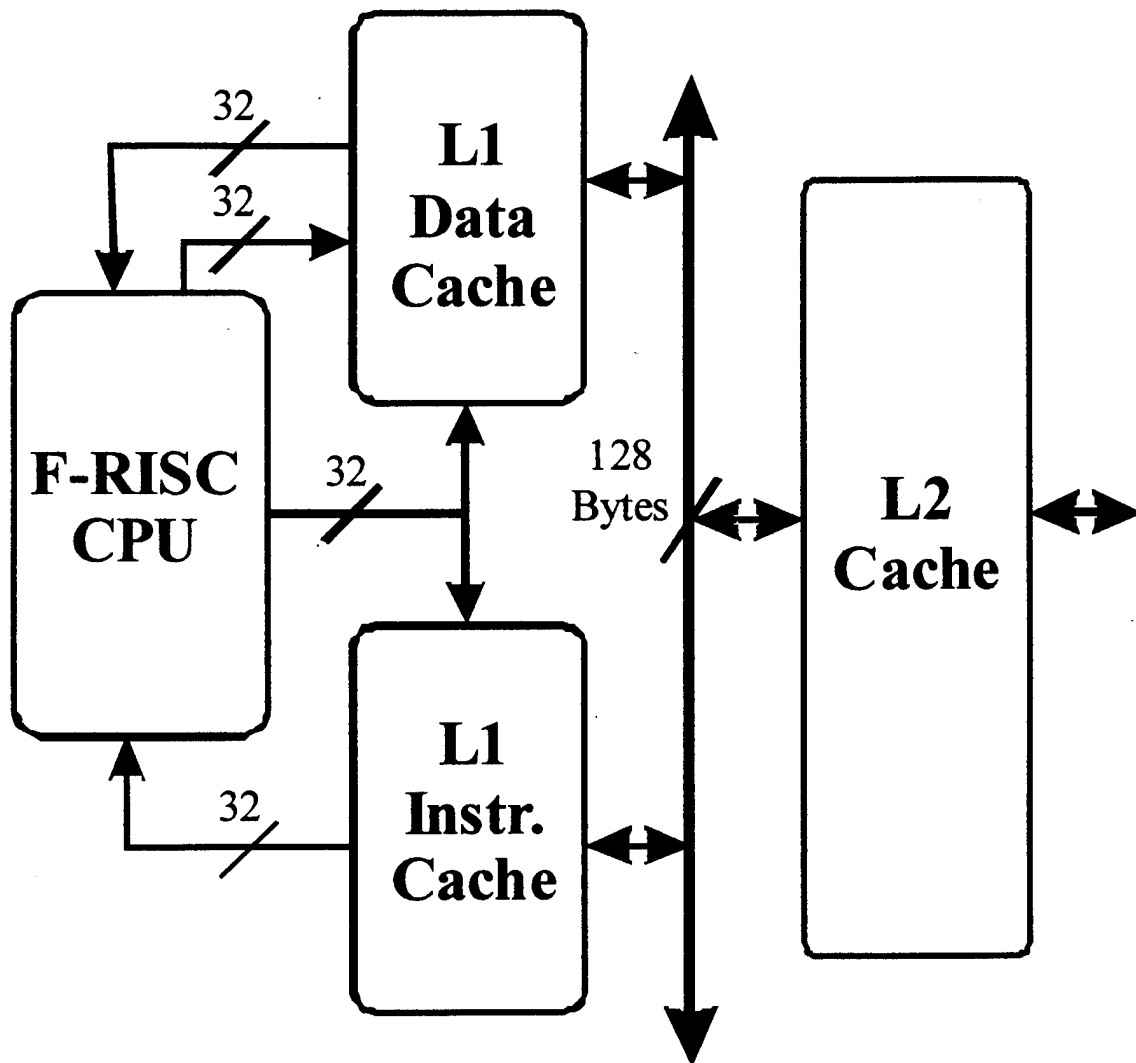 32
L1
Data
Cache
32
F-RISC
CPU
32
128
Bytes
L2
Cache
L1
Instr.
Cache
32